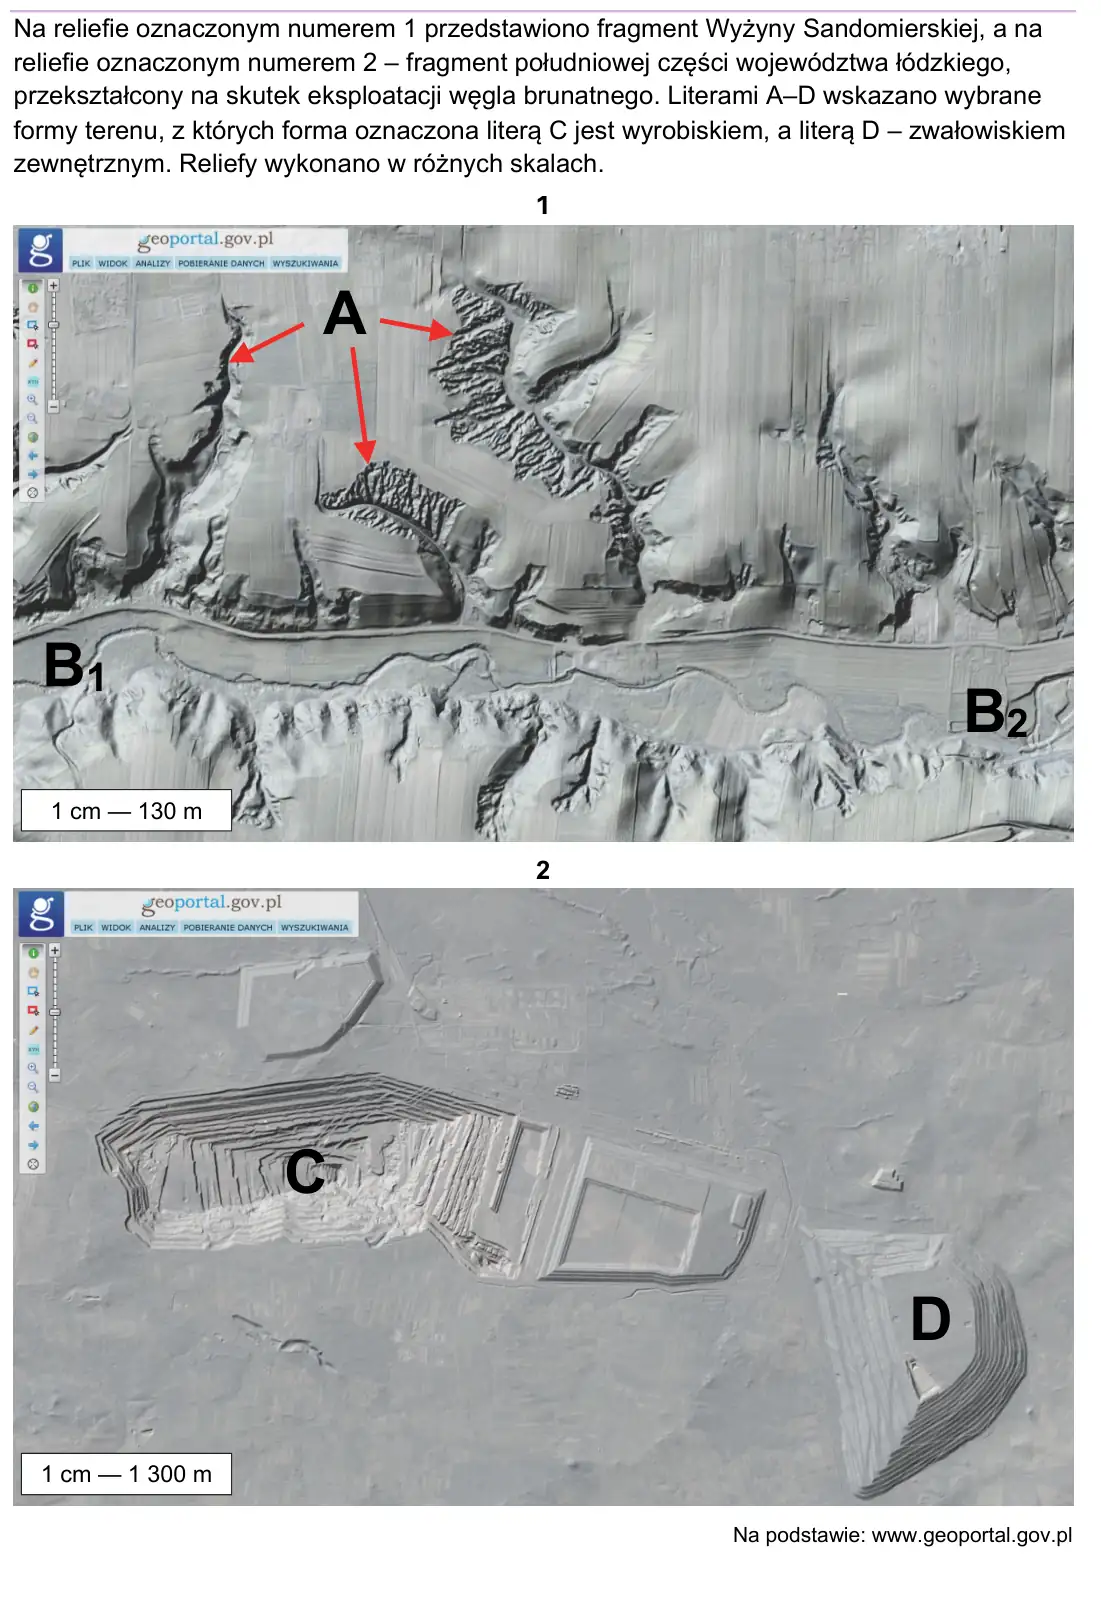 Na reliefie oznaczonym numerem 1 przedstawiono fragment Wyżyny Sandomierskiej, a na
reliefie oznaczonym numerem 2 – fragment południowej części województwa łódzkiego,
przekształcony na skutek eksploatacji węgla brunatnego. Literami A–D wskazano wybrane
formy terenu, z których forma oznaczona literą C jest wyrobiskiem, a literą D – zwałowiskiem
zewnętrznym. Reliefy wykonano w różnych skalach.
1
geoportal.gov.pl
PLIK WIDOK ANALIZY POBIERANIE DANYCH WYSZUKIWANIA
A
B1
B2
1 cm — 130 m
2
geoportal.gov.pl
PLIK WIDOK ANALIZY POBIERANIE DANYCH WYSZUKIWANIA
C
D
1 cm — 1 300 m
Na podstawie: www.geoportal.gov.pl